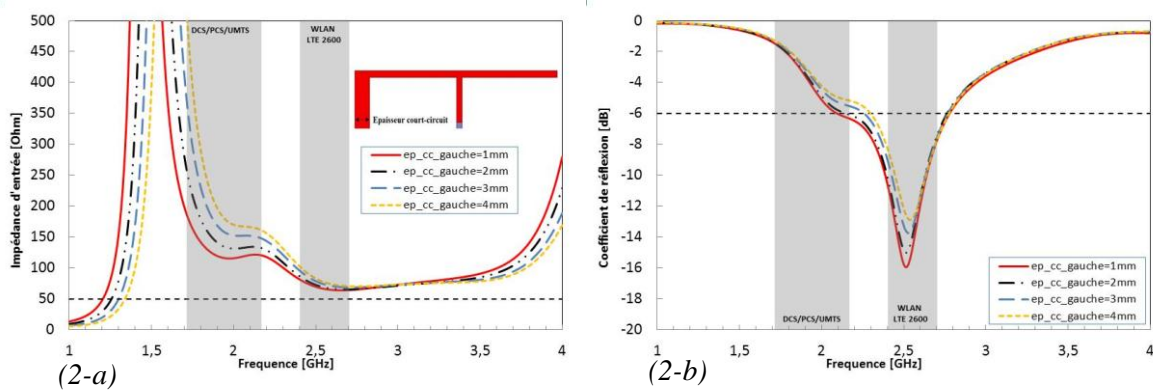 500
450
400
350
300
250
200
150
100
50
0
Impédance d'entrée [Ohm]
DCS/PCS/UMTS
WLAN
LTE 2600
Epaisseur court-circuit
ep_cc_gauche=1mm
ep_cc_gauche=2mm
ep_cc_gauche=3mm
ep_cc_gauche=4mm
1
1,5
2
2,5
3
3,5
4
Frequence [GHz]
(2-a)
0
-2
-4
-6
-8
-10
-12
-14
-16
-18
-20
Coefficient de réflexion [dB]
ep_cc_gauche=1mm
ep_cc_gauche=2mm
ep_cc_gauche=3mm
ep_cc_gauche=4mm
WLAN
LTE 2600
DCS/PCS/UMTS
1
1,5
2
2,5
3
3,5
4
Frequence [GHz]
(2-b)